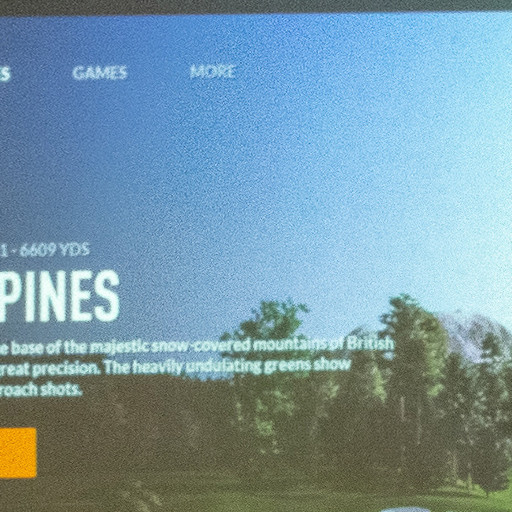 GAMES MORE
1 - 6609 YDS
PINES
e base of the majestic snow-covered mountains of British
reat precision. The heavily undulating greens show
roach shots.